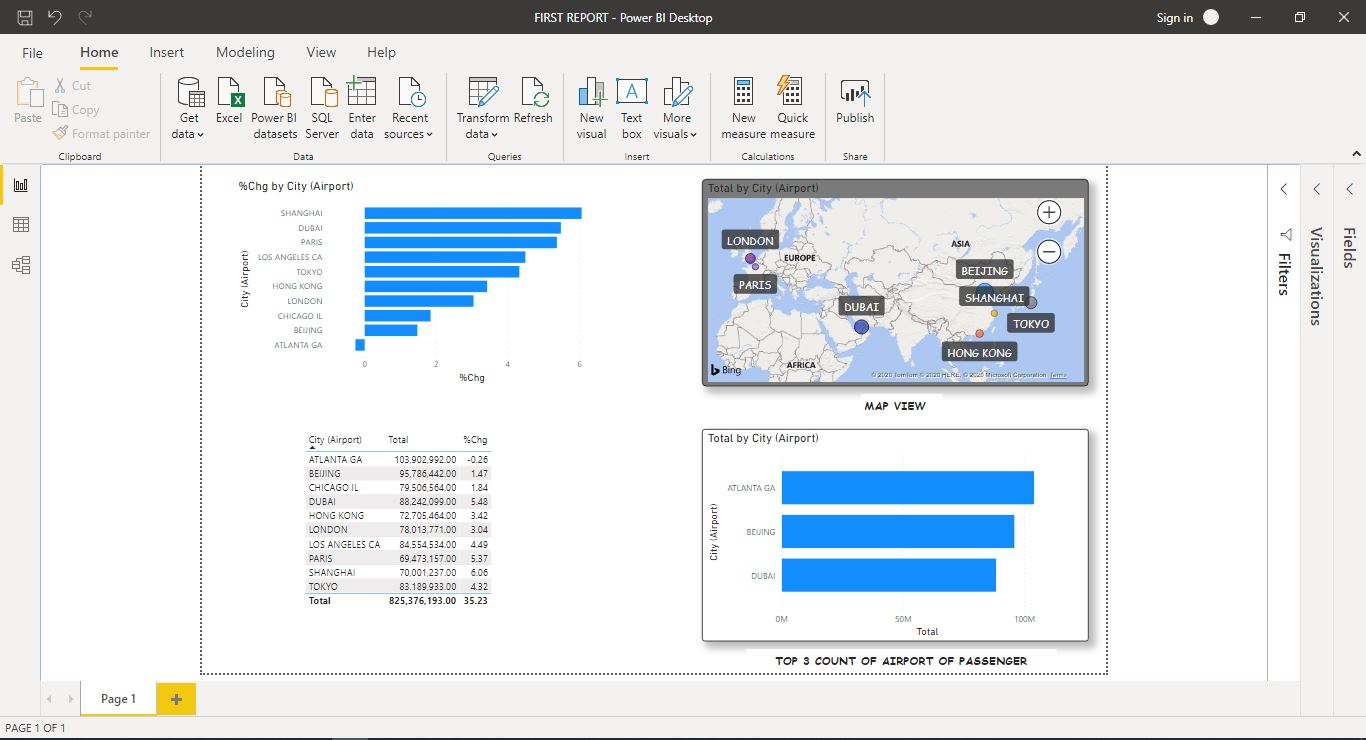 FIRST REPORT - Power BI Desktop
Sign in
File
Home
Insert
Modeling
View
Help
Paste
Cut
Copy
Format painter
Clipboard
Get
data
Excel
Power BI
datasets
SQL
Server
Enter
data
Recent
sources
Data
Transform
data
Refresh
Queries
New
visual
Text
box
More
visuals
Insert
New
measure
Quick
measure
Calculations
Publish
Share
%Chg by City (Airport)
City (Airport)
SHANGHAI
DUBAI
PARIS
LOS ANGELES CA
TOKYO
HONG KONG
LONDON
CHICAGO IL
BEIJING
ATLANTA GA
0 2 4 6
%Chg
Total by City (Airport)
LONDON
PARIS
EUROPE
ASIA
BEIJING
SHANGHAI
DUBAI
TOKYO
HONG KONG
AFRICA
Bing
© 2020 TomTom © 2020 HERE, © 2020 Microsoft Corporation Terms
MAP VIEW
City (Airport) Total %Chg
ATLANTA GA 103,902,992.00 -0.26
BEIJING 95,786,442.00 1.47
CHICAGO IL 79,506,564.00 1.84
DUBAI 88,242,099.00 5.48
HONG KONG 72,705,464.00 3.42
LONDON 78,013,771.00 3.04
LOS ANGELES CA 84,554,534.00 4.49
PARIS 69,473,157.00 5.37
SHANGHAI 70,001,237.00 6.06
TOKYO 83,189,933.00 4.32
Total 825,376,193.00 35.23
Total by City (Airport)
City (Airport)
ATLANTA GA
BEIJING
DUBAI
0M 50M 100M
Total
TOP 3 COUNT OF AIRPORT OF PASSENGER
Filters
Visualizations
Fields
Page 1
PAGE 1 OF 1